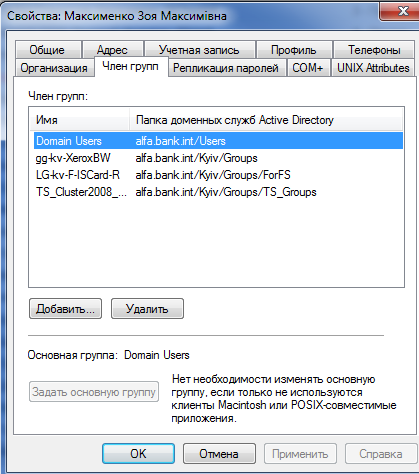 Свойства: Максименко Зоя Максимівна
Общие Адрес Учетная запись Профиль Телефоны
Организация Член групп Репликация паролей COM+ UNIX Attributes
Член групп:
Имя Папка доменных служб Active Directory
Domain Users alfa.bank.int/Users
gg-kv-XeroxBW alfa.bank.int/Kyiv/Groups
LG-kv-F-ISCard-R alfa.bank.int/Kyiv/Groups/ForFS
TS_Cluster2008_... alfa.bank.int/Kyiv/Groups/TS_Groups
Добавить... Удалить
Основная группа: Domain Users
Задать основную группу
Нет необходимости изменять основную
группу, если только не используются
клиенты Macintosh или POSIX-совместимые
приложения.
OK Отмена Применить Справка